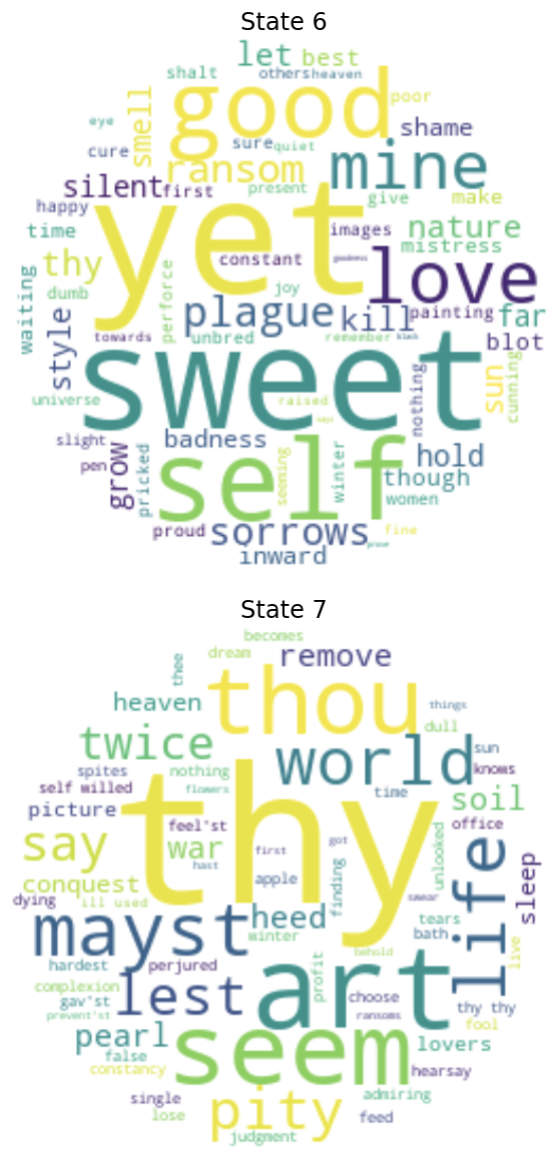 State 6
let best
shalt others heaven
good poor
smell
eye
shame
sure quiet
cure
mine
ransom
silent first present
give make
happy
yet
images nature
time
mistress
thy constant goodness
love
waiting
perforce
joy
dumb
plague kill painting far
style
towards unbred remember black blot
sweet
nothing sun cunning
universe raised
slight badness
self
pen grow pricked seeming winter hold
though
women
proud sorrows fine
inward prove
State 7
becomes
dream remove
thee
thou
heaven things
dull
twice world sun
spites nothing knows
self willed flowers time
thy
soil
picture feel'st office
say war
first got
unlooked
hast
life
sleep
conquest apple finding
dying ill used swear
mayst heed tears
winter bath
behold live
hardest perjured art
profit
complexion lest choose
gav'st ransoms thy thy
prevent'st fool
pearl seem lovers
false
constancy hearsay
single pity admiring
lose feed
judgment